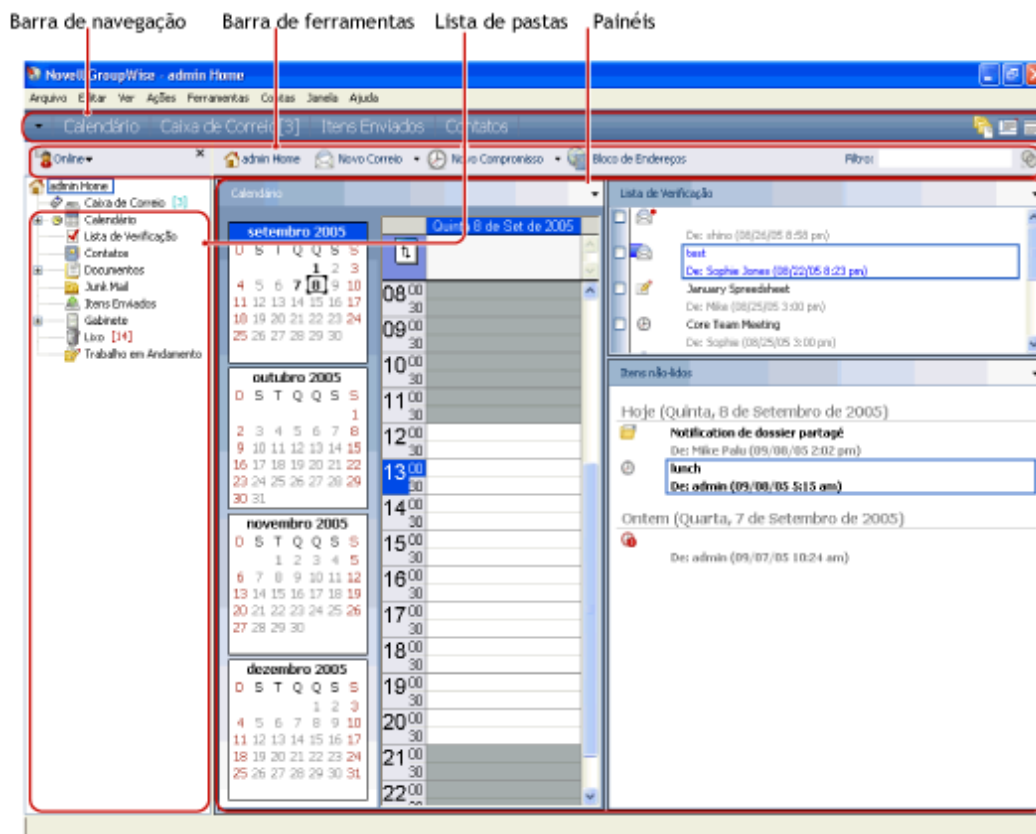 Barra de navegação Barra de ferramentas Lista de pastas Painéis
Novell GroupWise - admin Home
Arquivo Editar Ver Ações Ferramentas Contas Janela Ajuda
Calendário Caixa de Correio[3] Itens Enviados Contatos
Online admin Home Novo Correio Novo Compromisso Bloco de Endereços Filtro:
admin Home
Caixa de Correio [3]
Calendário
Lista de Verificação
Contatos
Documentos
Junk Mail
Itens Enviados
Gabinete
Lixo [14]
Trabalho em Andamento
Calendário
setembro 2005
D S T Q Q S S
1 2 3
4 5 6 7 8 9 10
11 12 13 14 15 16 17
18 19 20 21 22 23 24
25 26 27 28 29 30
outubro 2005
D S T Q Q S S
1
2 3 4 5 6 7 8
9 10 11 12 13 14 15
16 17 18 19 20 21 22
23 24 25 26 27 28 29
30 31
novembro 2005
D S T Q Q S S
1 2 3 4 5
6 7 8 9 10 11 12
13 14 15 16 17 18 19
20 21 22 23 24 25 26
27 28 29 30
dezembro 2005
D S T Q Q S S
1 2 3
4 5 6 7 8 9 10
11 12 13 14 15 16 17
18 19 20 21 22 23 24
25 26 27 28 29 30 31
Quinta 8 de Set de 2005
08 00
30
09 00
30
10 00
30
11 00
30
12 00
30
13 00
30
14 00
30
15 00
30
16 00
30
17 00
30
18 00
30
19 00
30
20 00
30
21 00
30
22 00
Lista de Verificação
De: shino (08/26/05 8:58 pm)
test
De: Sophie Jones (08/22/05 8:23 pm)
January Spreedsheet
De: Mike (08/25/05 3:00 pm)
Core Team Meeting
De: Sophie (08/25/05 3:00 pm)
Itens não-lidos
Hoje (Quinta, 8 de Setembro de 2005)
Notification de dossier partagé
De: Mike Palu (09/08/05 2:02 pm)
lunch
De: admin (09/08/05 5:15 am)
Ontem (Quarta, 7 de Setembro de 2005)
De: admin (09/07/05 10:24 am)